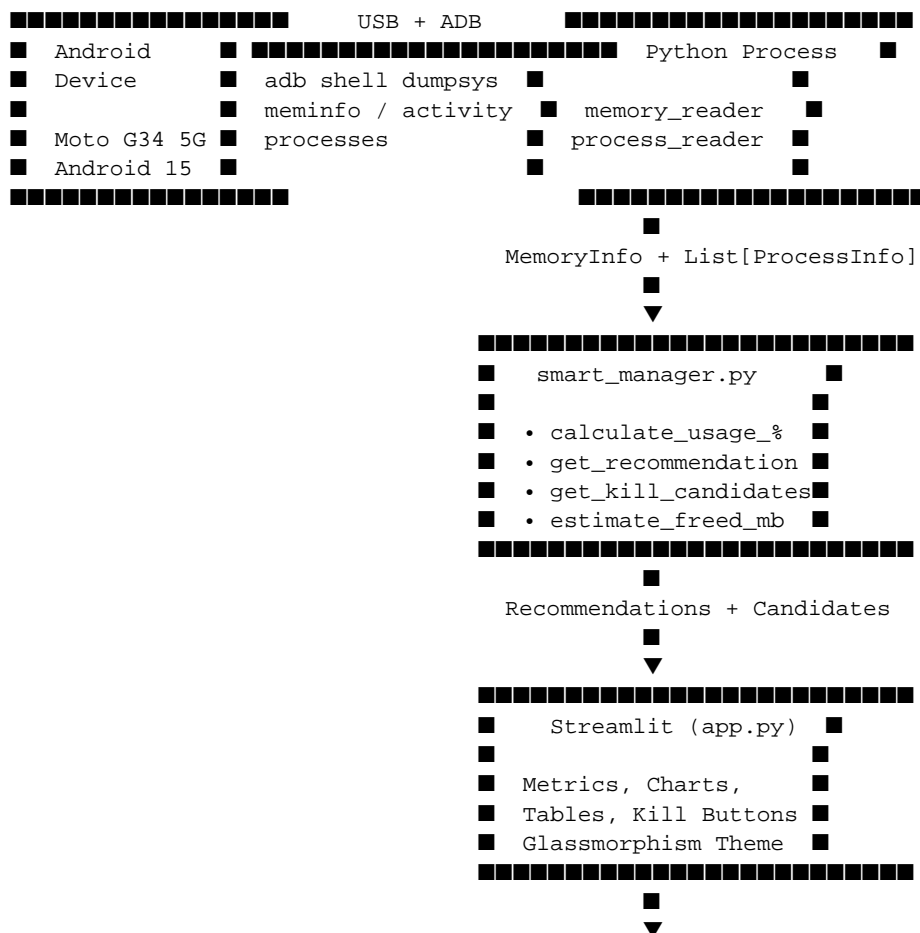 USB + ADB
Android Python Process
Device adb shell dumpsys
meminfo / activity memory_reader
Moto G34 5G processes process_reader
Android 15
MemoryInfo + List[ProcessInfo]
▼
smart_manager.py
• calculate_usage_%
• get_recommendation
• get_kill_candidates
• estimate_freed_mb
Recommendations + Candidates
▼
Streamlit (app.py)
Metrics, Charts,
Tables, Kill Buttons
Glassmorphism Theme
▼